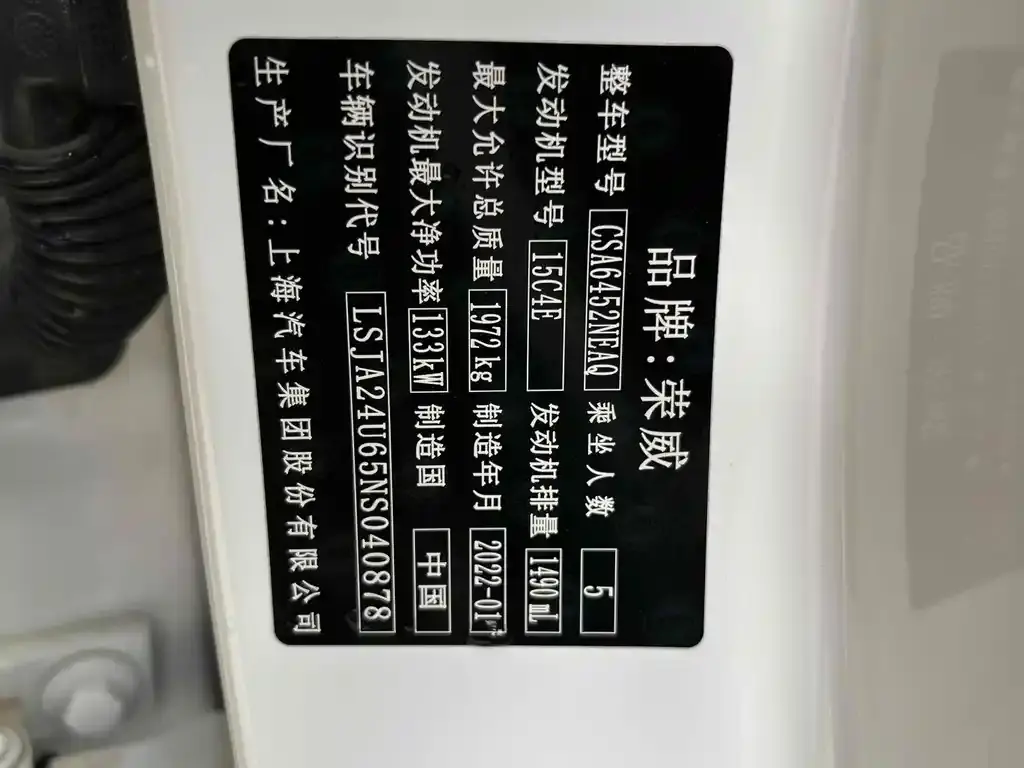 品牌:荣威
整车型号 CSA6452NEAQ 乘坐人数 5
发动机型号 15C4E 发动机排量 1490mL
最大允许总质量 1972kg 制造年月 2022-01
发动机最大净功率 133kW 制造国 中国
车辆识别代号 LSJA24U65NS040878
生产厂名:上海汽车集团股份有限公司